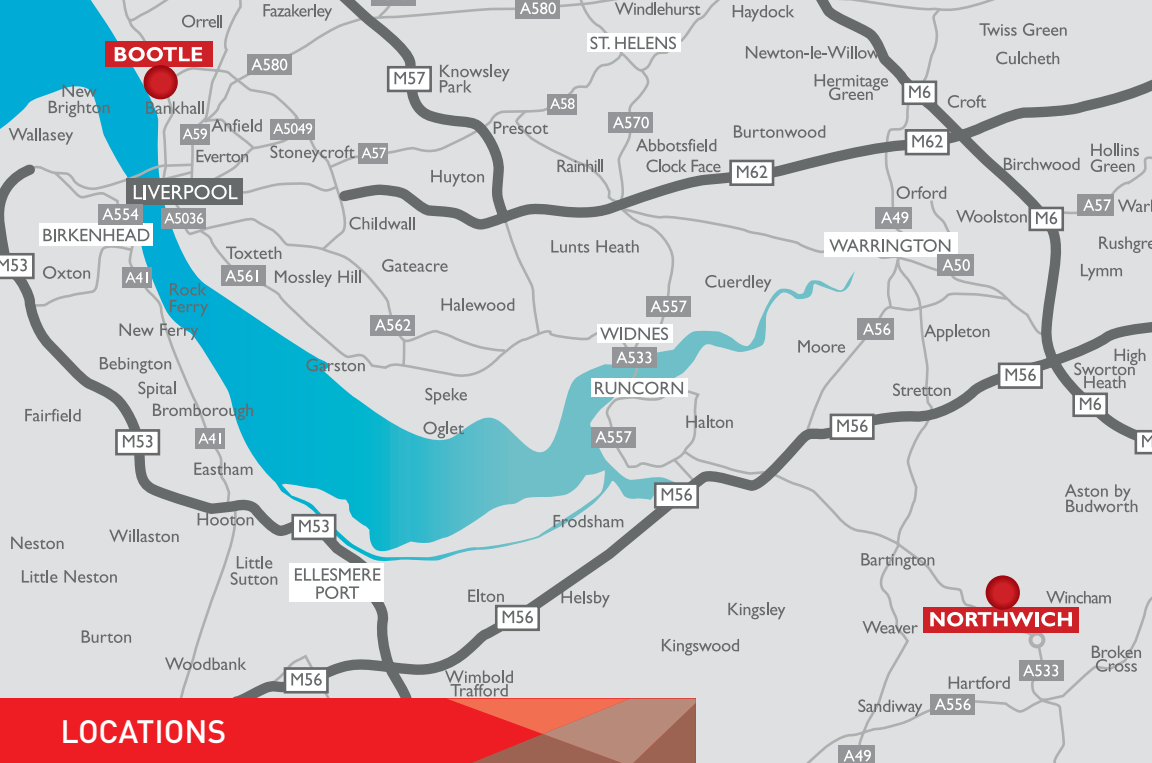 Orrell
Fazakerley
A580
Windlehurst
Haydock
Twiss Green
Culcheth
ST. HELENS
Newton-le-Willow
BOOTLE
A580
M57
Knowsley
Park
Hermitage
Green
M6
Croft
New
Brighton
Bankhall
A58
Wallasey
A59
Anfield
A5049
Prescot
A570
Burtonwood
M62
Everton
Stoneycroft
A57
Rainhill
Abbotsfield
Clock Face
M62
Birchwood
Hollins
Green
Huyton
LIVERPOOL
Orford
A554
A5036
Childwall
A49
Woolston
M6
A57
Warl
BIRKENHEAD
Toxteth
Lunts Heath
WARRINGTON
Rushgre
M53
Oxton
A41
A561
Mossley Hill
Gateacre
Cuerdley
A50
Lymm
Rock
Ferry
Halewood
A557
New Ferry
A562
WIDNES
A56
Appleton
Moore
A533
Bebington
Garston
High
Sworton
Heath
Spital
RUNCORN
Speke
Stretton
M56
M6
Fairfield
Bromborough
Oglet
Halton
M56
M53
A41
A557
M
Eastham
M56
Aston by
Budworth
Hooton
M53
Frodsham
Neston
Willaston
Bartington
Little Neston
Little
Sutton
ELLESMERE
PORT
Elton
Helsby
Wincham
Kingsley
M56
NORTHWICH
Weaver
Burton
Kingswood
Broken
Cross
Woodbank
M56
Wimbold
Trafford
A533
Hartford
Sandiway
A556
LOCATIONS
A49